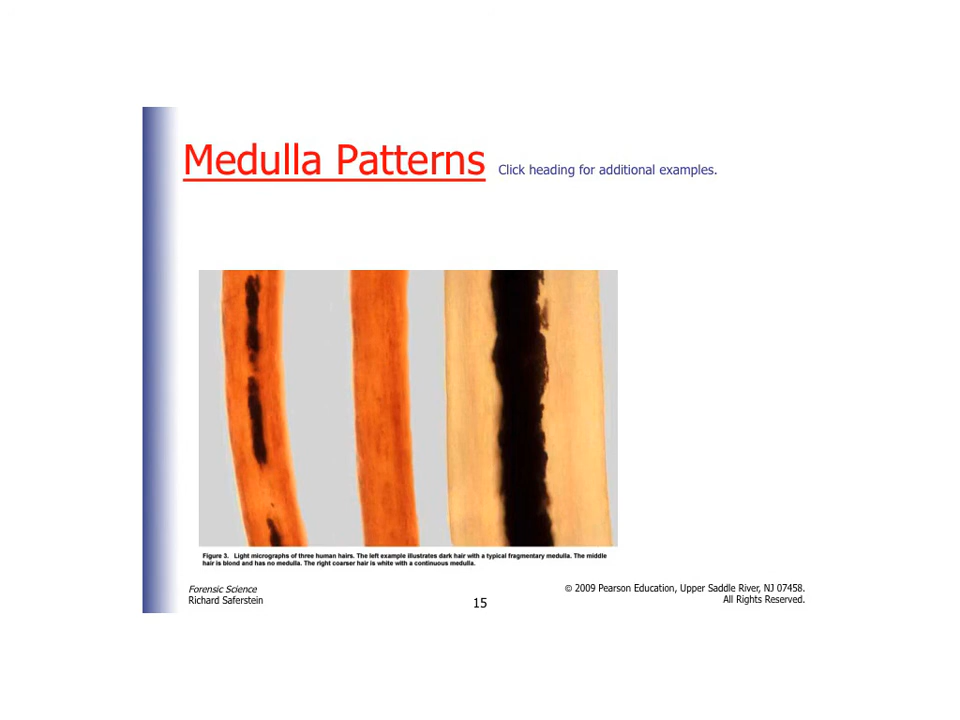 Medulla Patterns Click heading for additional examples.
Figure 3. Light micrographs of three human hairs. The left example illustrates dark hair with a typical fragmentary medulla. The middle
hair is blond and has no medulla. The right coarser hair is white with a continuous medulla.
Forensic Science
Richard Saferstein
15
© 2009 Pearson Education, Upper Saddle River, NJ 07458.
All Rights Reserved.